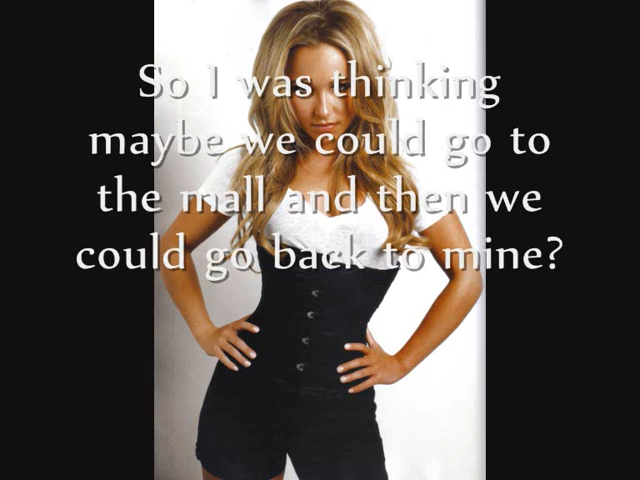 So I was thinking
maybe we could go to
the mall and then we
could go back to mine?